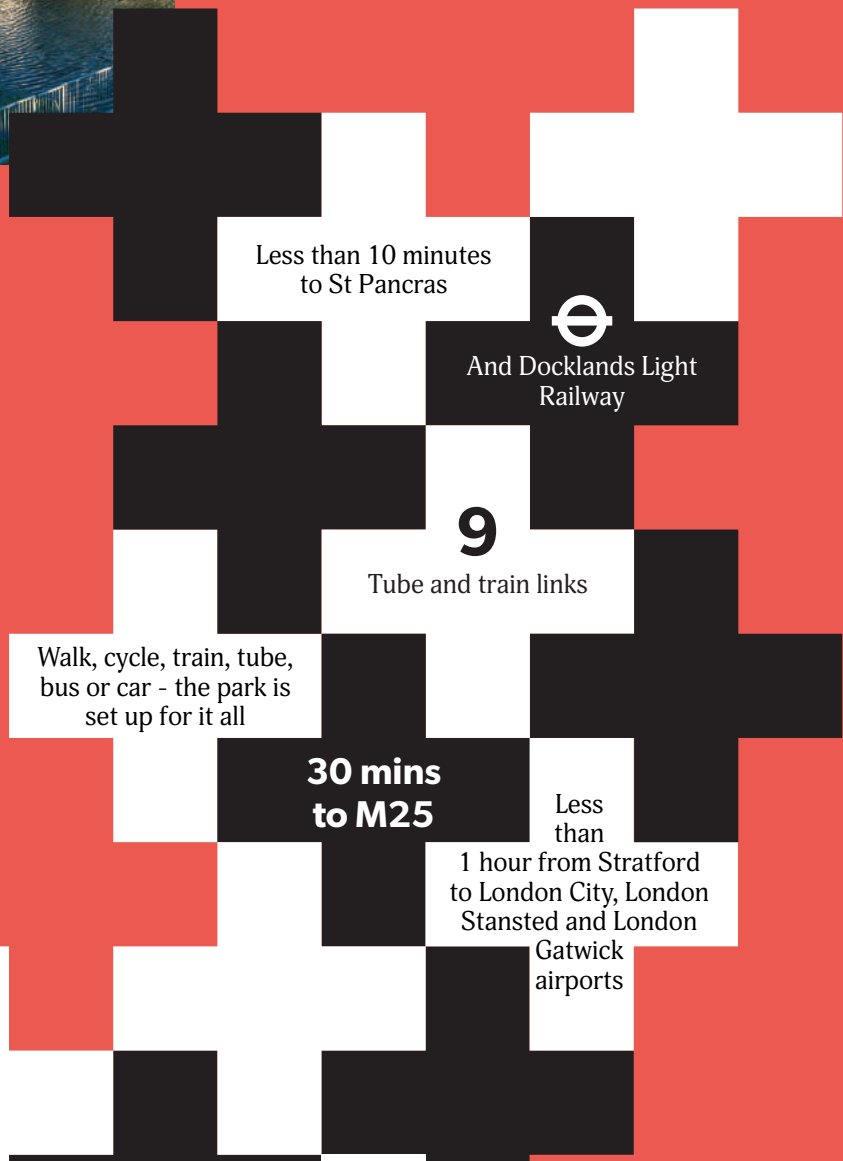 Less than 10 minutes
to St Pancras
And Docklands Light
Railway
9
Tube and train links
Walk, cycle, train, tube,
bus or car - the park is
set up for it all
30 mins
to M25
Less
than
1 hour from Stratford
to London City, London
Stansted and London
Gatwick
airports